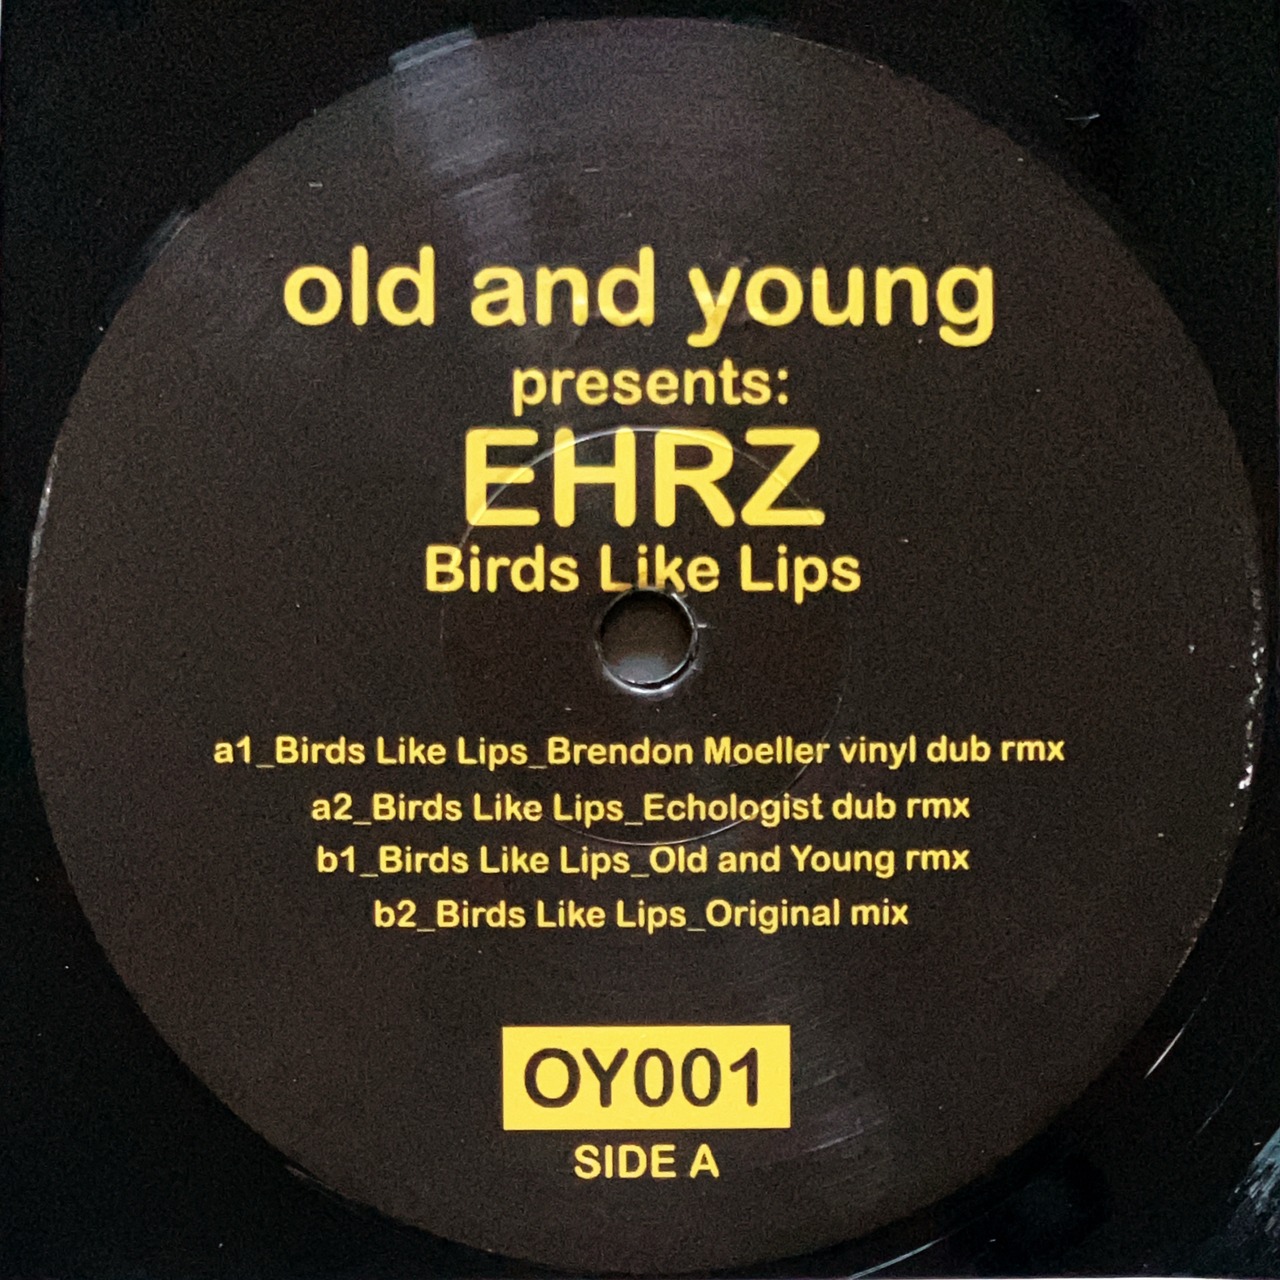 old and young
presents:
EHRZ
Birds Like Lips
a1_Birds Like Lips_Brendon Moeller vinyl dub rmx
a2_Birds Like Lips_Echologist dub rmx
b1_Birds Like Lips_Old and Young rmx
b2_Birds Like Lips_Original mix
OY001
SIDE A